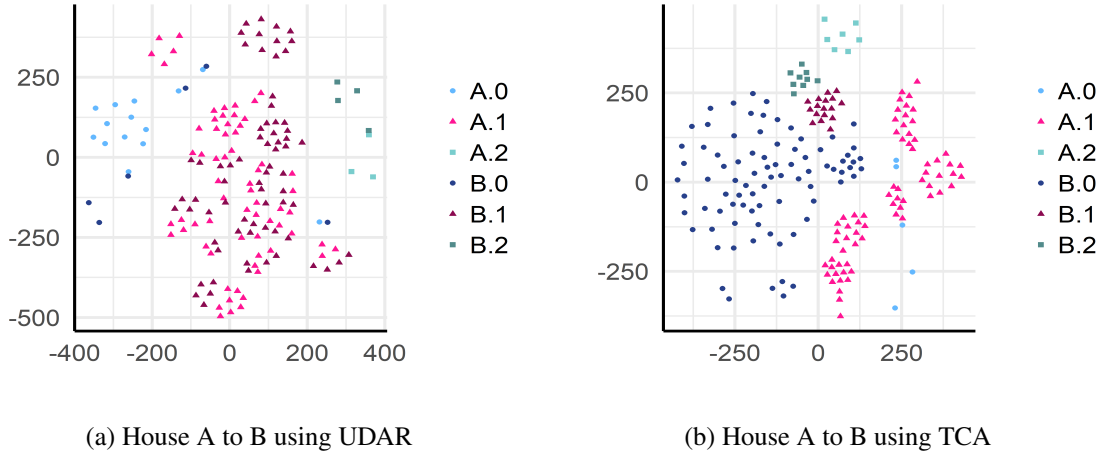 250
0
-250
-500
-400
-200
0
200
400
A.0
A.1
A.2
B.0
B.1
B.2
(a) House A to B using UDAR
250
0
-250
-250
0
250
A.0
A.1
A.2
B.0
B.1
B.2
(b) House A to B using TCA